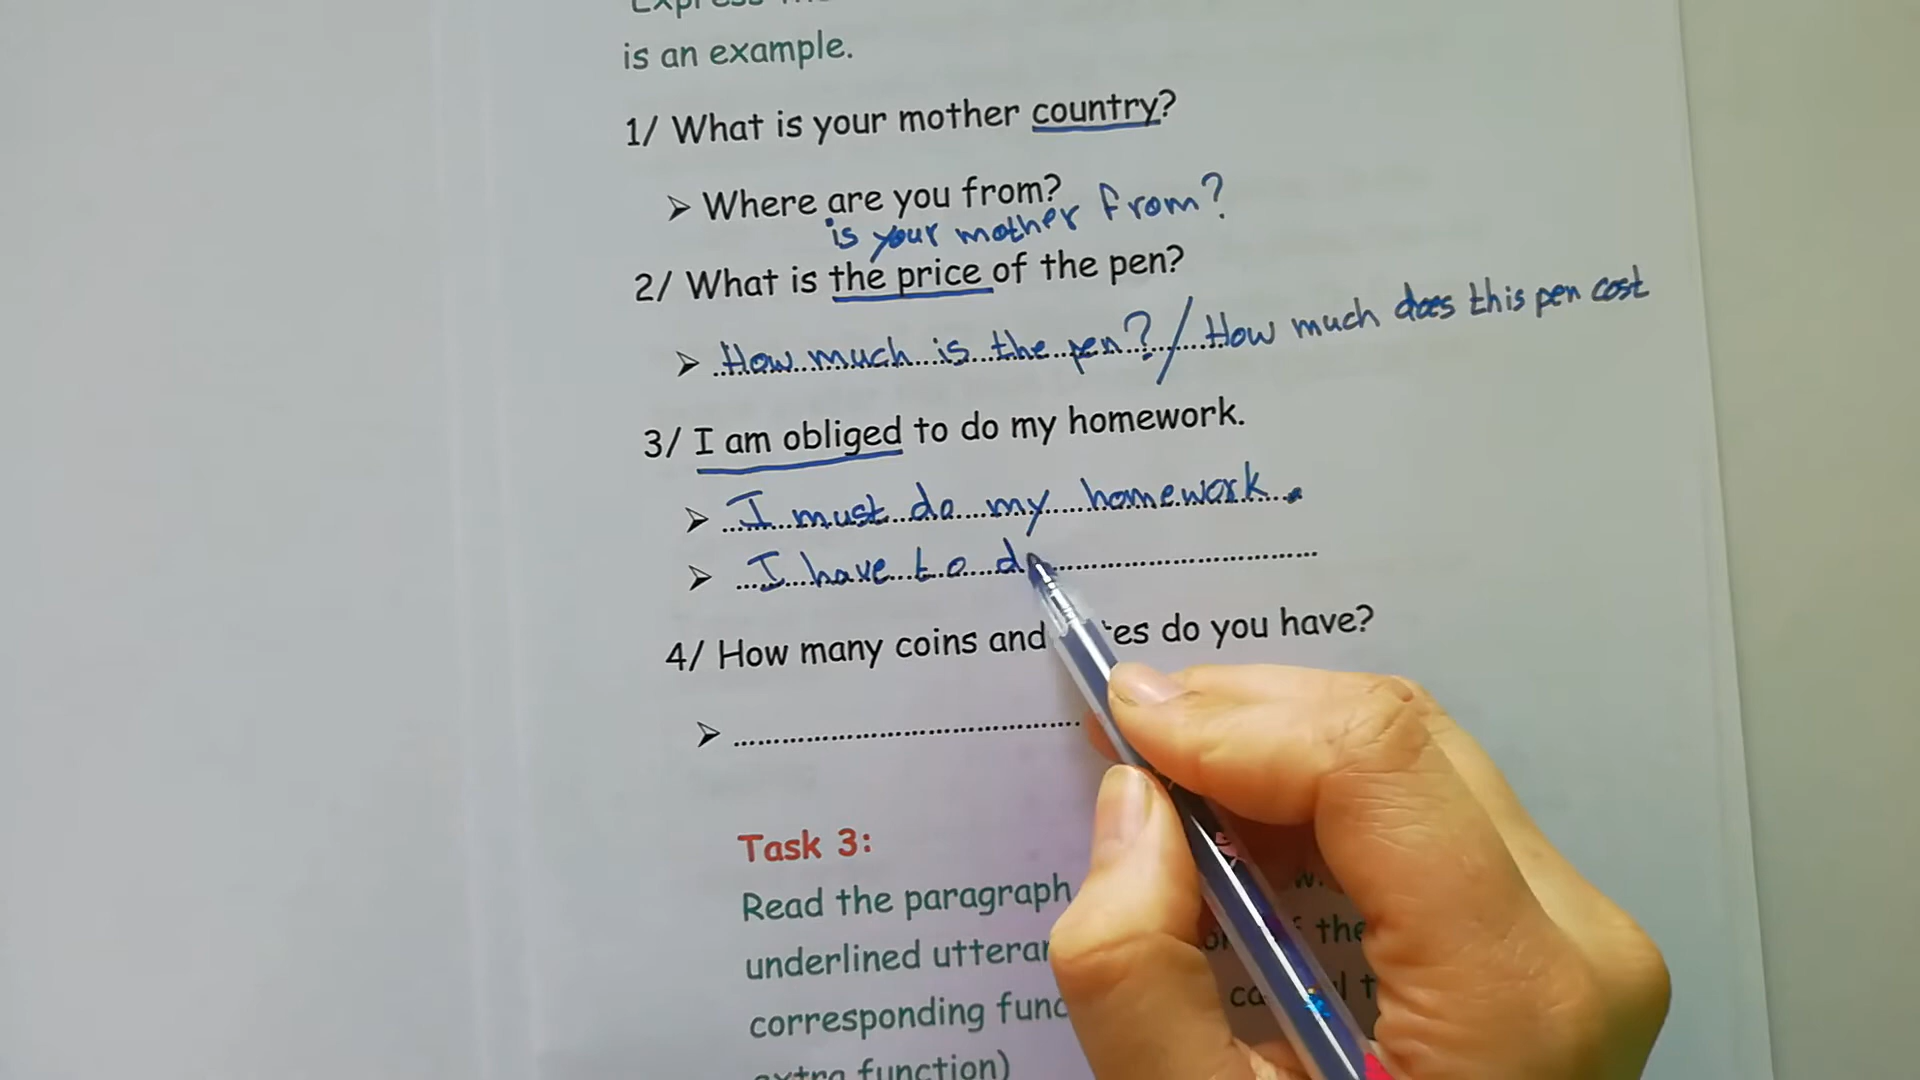 is an example.
1/ What is your mother country?
➢ Where are you from?
is your mother from?
2/ What is the price of the pen?
➢ How much is the pen? / How much does this pen cost
3/ I am obliged to do my homework.
➢ I must do my homework.
➢ I have to do
4/ How many coins and do you have?
➢
Task 3:
Read the paragraph
underlined the
corresponding
extra function)